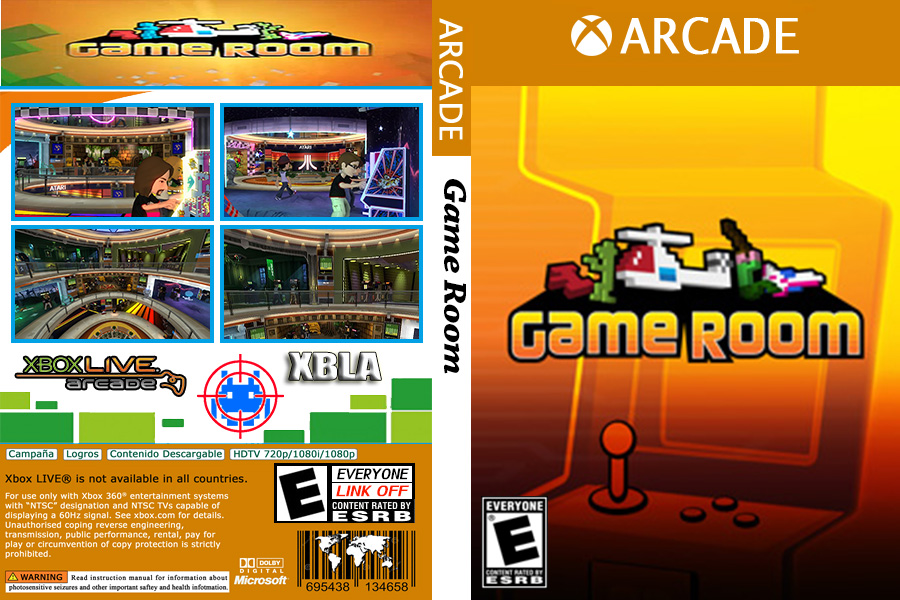 GAME ROOM
ATARI
ATARI
XBOX LIVE
arcade
XBLA
Campaña
Logros
Contenido Descargable
HDTV 720p/1080i/1080p
Xbox LIVE® is not available in all countries.
For use only with Xbox 360® entertainment systems
with “NTSC” designation and NTSC TVs capable of
displaying a 60Hz signal. See xbox.com for details.
Unauthorised coping reverse engineering,
transmission, public performance, rental, pay for
play or circumvention of copy protection is strictly
prohibited.
WARNING
Read instruction manual for information about
photosensitive seizures and other important saftey and health infotmation.
E
EVERYONE
LINK OFF
CONTENT RATED BY
ESRB
DOLBY
DIGITAL
Microsoft
695438 134658
ARCADE
Game Room
ARCADE
GAME ROOM
EVERYONE
E
CONTENT RATED BY
ESRB